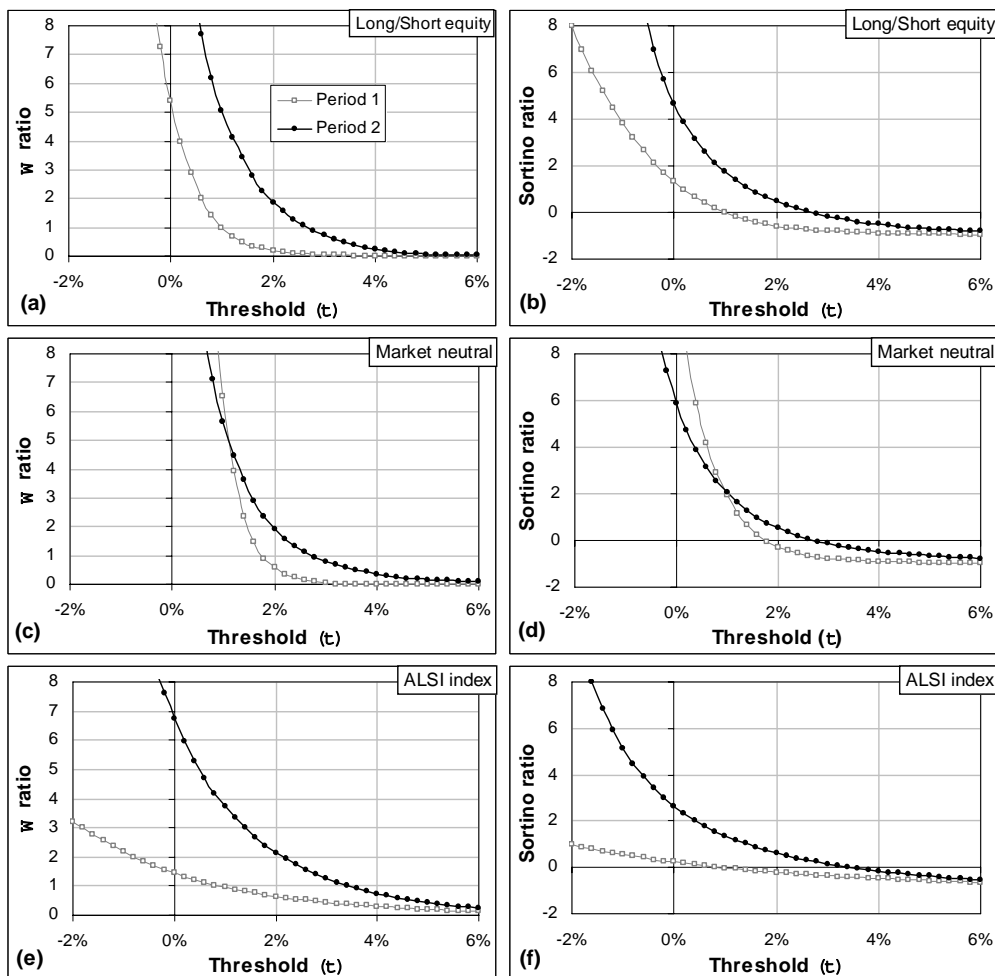 Long/Short equity
8
7
6
5
4
3
2
1
0
w ratio
Period 1
Period 2
-2% 0% 2% 4% 6%
Threshold (t)
(a)
Long/Short equity
8
6
4
2
0
-2
Sortino ratio
-2% 0% 2% 4% 6%
Threshold (t)
(b)
Market neutral
8
7
6
5
4
3
2
1
0
w ratio
-2% 0% 2% 4% 6%
Threshold (t)
(c)
Market neutral
8
6
4
2
0
-2
Sortino ratio
-2% 0% 2% 4% 6%
Threshold (t)
(d)
ALSI index
8
7
6
5
4
3
2
1
0
w ratio
-2% 0% 2% 4% 6%
Threshold (t)
(e)
ALSI index
8
6
4
2
0
-2
Sortino ratio
-2% 0% 2% 4% 6%
Threshold (t)
(f)